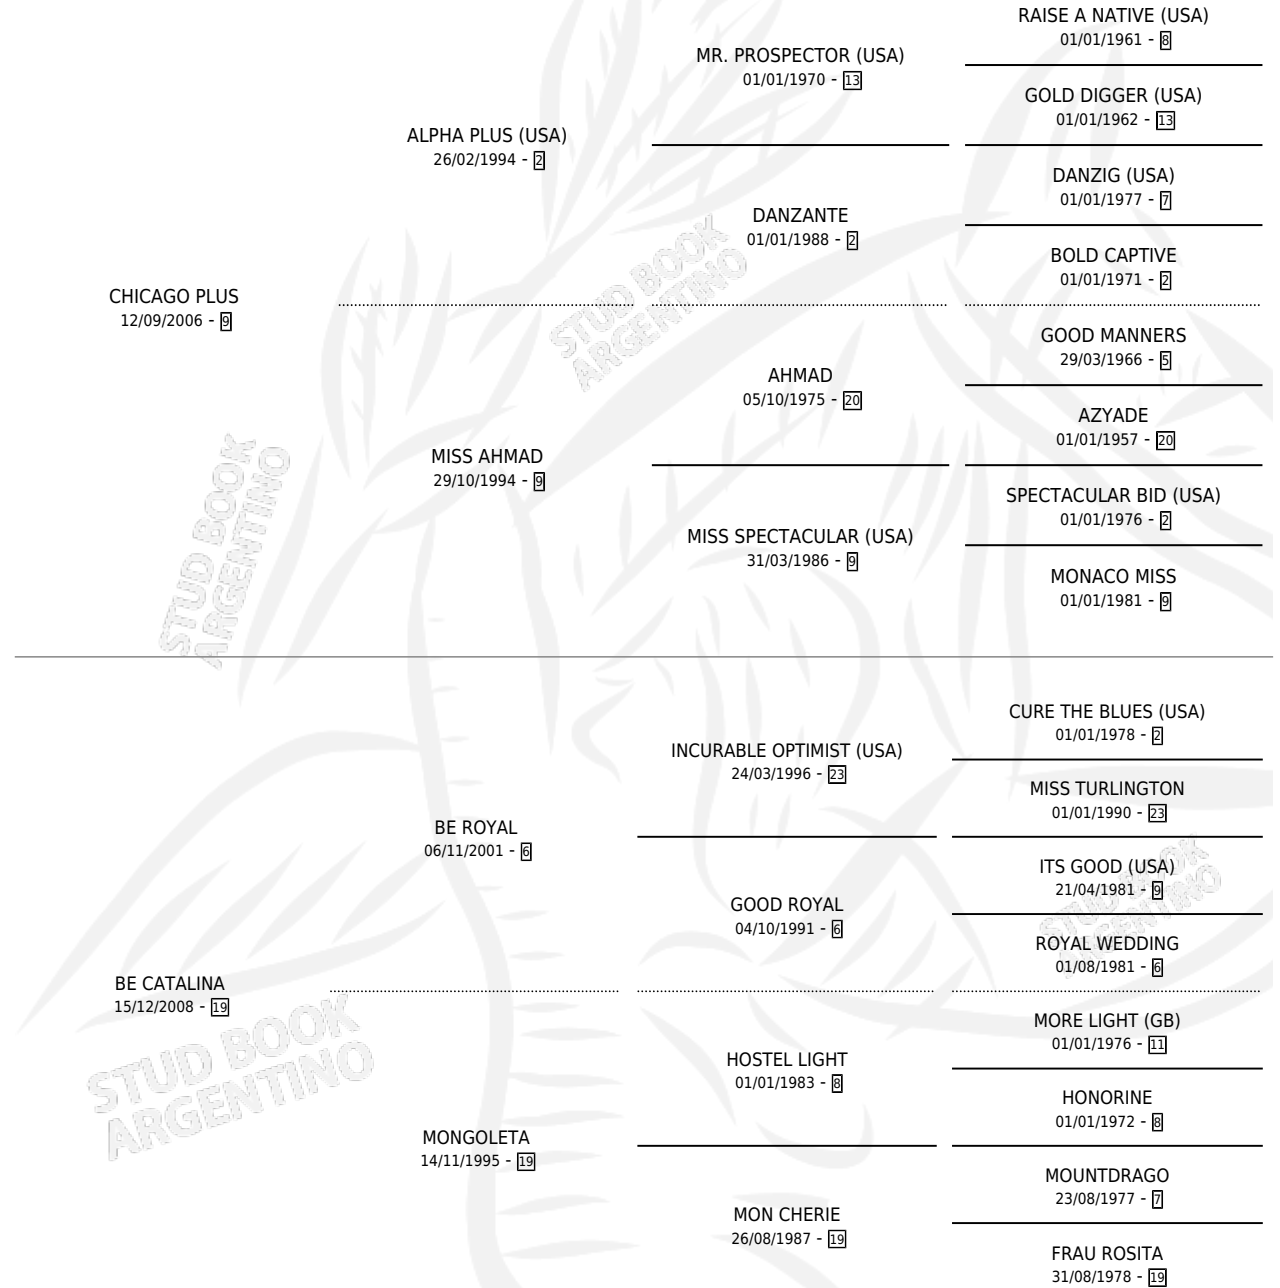 RAISE A NATIVE (USA)
01/01/1961 - 8
MR. PROSPECTOR (USA)
01/01/1970 - 13
GOLD DIGGER (USA)
01/01/1962 - 13
ALPHA PLUS (USA)
26/02/1994 - 2
DANZIG (USA)
01/01/1977 - 7
DANZANTE
01/01/1988 - 2
BOLD CAPTIVE
01/01/1971 - 2
CHICAGO PLUS
12/09/2006 - 9
GOOD MANNERS
29/03/1966 - 5
AHMAD
05/10/1975 - 20
AZYADE
01/01/1957 - 20
MISS AHMAD
29/10/1994 - 9
SPECTACULAR BID (USA)
01/01/1976 - 2
MISS SPECTACULAR (USA)
31/03/1986 - 9
MONACO MISS
01/01/1981 - 9
STUD BOOK
ARGENTINO
STUD BOOK
ARGENTINO
CURE THE BLUES (USA)
01/01/1978 - 2
INCURABLE OPTIMIST (USA)
24/03/1996 - 23
MISS TURLINGTON
01/01/1990 - 23
BE ROYAL
06/11/2001 - 6
ITS GOOD (USA)
21/04/1981 - 9
GOOD ROYAL
04/10/1991 - 6
ROYAL WEDDING
01/08/1981 - 6
STUD BOOK
ARGENTINO
BE CATALINA
15/12/2008 - 19
MORE LIGHT (GB)
01/01/1976 - 11
HOSTEL LIGHT
01/01/1983 - 8
HONORINE
01/01/1972 - 8
STUD BOOK
ARGENTINO
MONGOLETA
14/11/1995 - 19
MOUNTDRAGO
23/08/1977 - 7
MON CHERIE
26/08/1987 - 19
FRAU ROSITA
31/08/1978 - 19